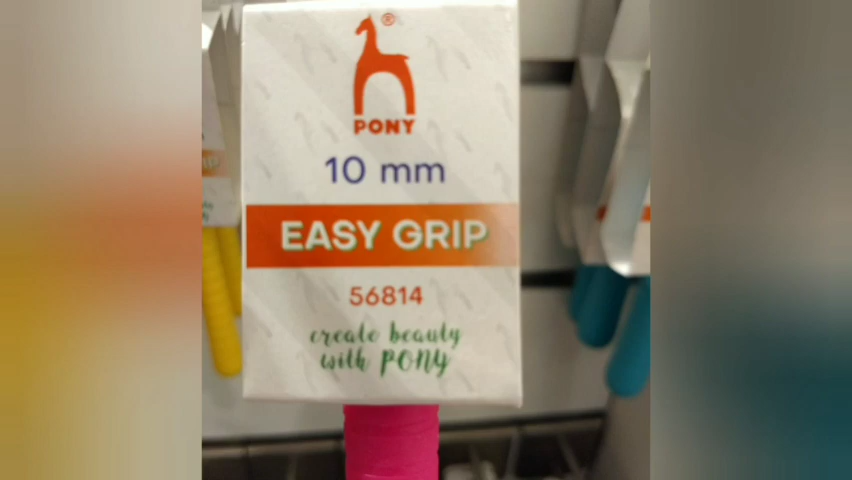 ®
PONY
10 mm
EASY GRIP
56814
create beauty
with PONY